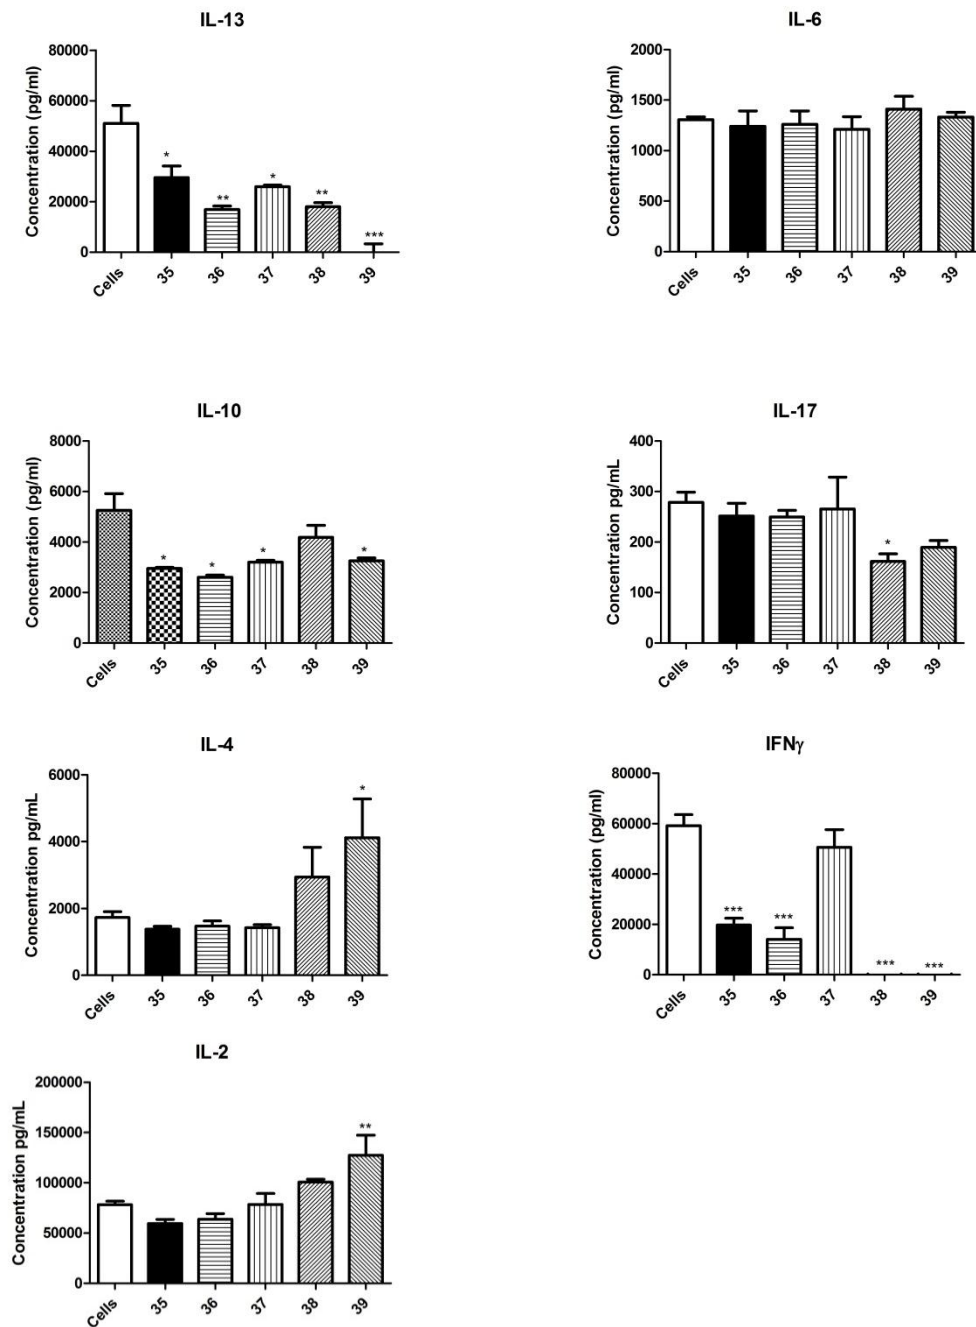 IL-13
Concentration (pg/ml)
80000
60000
40000
20000
0
* ** * ** ***
Cells 35 36 37 38 39
IL-6
Concentration (pg/ml)
2000
1500
1000
500
0
Cells 35 36 37 38 39
IL-10
Concentration (pg/ml)
8000
6000
4000
2000
0
* * * *
Cells 35 36 37 38 39
IL-17
Concentration pg/mL
400
300
200
100
0
*
Cells 35 36 37 38 39
IL-4
Concentration pg/mL
6000
4000
2000
0
*
Cells 35 36 37 38 39
IFNγ
Concentration (pg/ml)
80000
60000
40000
20000
0
*** *** *** ***
Cells 35 36 37 38 39
IL-2
Concentration pg/mL
200000
150000
100000
50000
0
**
Cells 35 36 37 38 39